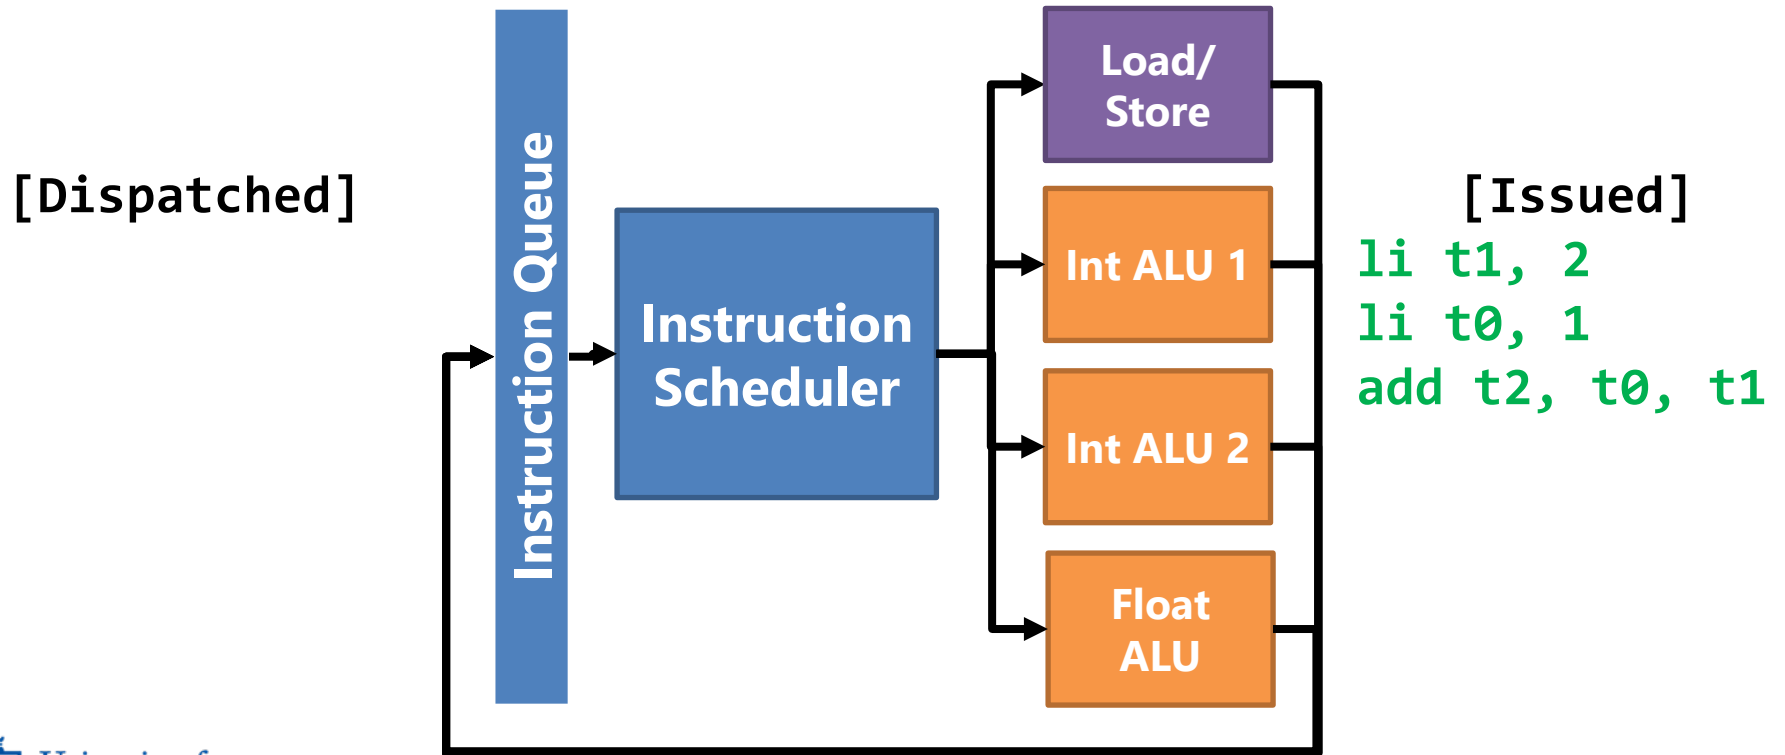 [Dispatched]
Instruction Queue
Instruction
Scheduler
Load/
Store
Int ALU 1
Int ALU 2
Float
ALU
[Issued]
li t1, 2
li t0, 1
add t2, t0, t1